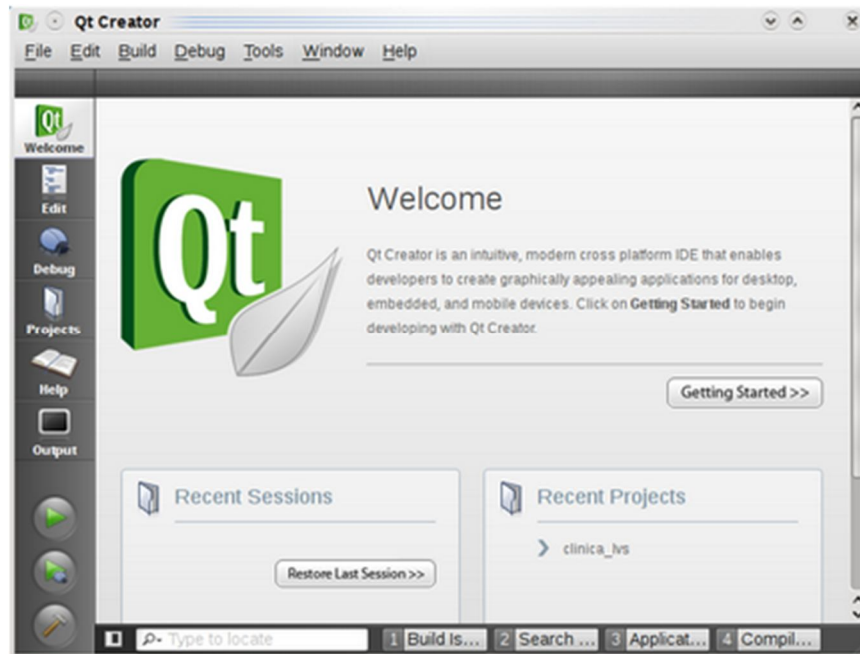 Qt Creator
File Edit Build Debug Tools Window Help
Qt
Welcome
Edit
Debug
Projects
Help
Output
Qt
Welcome
Qt Creator is an intuitive, modern cross platform IDE that enables
developers to create graphically appealing applications for desktop,
embedded, and mobile devices. Click on Getting Started to begin
developing with Qt Creator.
Getting Started >>
Recent Sessions
Restore Last Session >>
Recent Projects
clinica_lvs
Type to locate
1 Build Is... 2 Search ... 3 Applicat... 4 Compil...